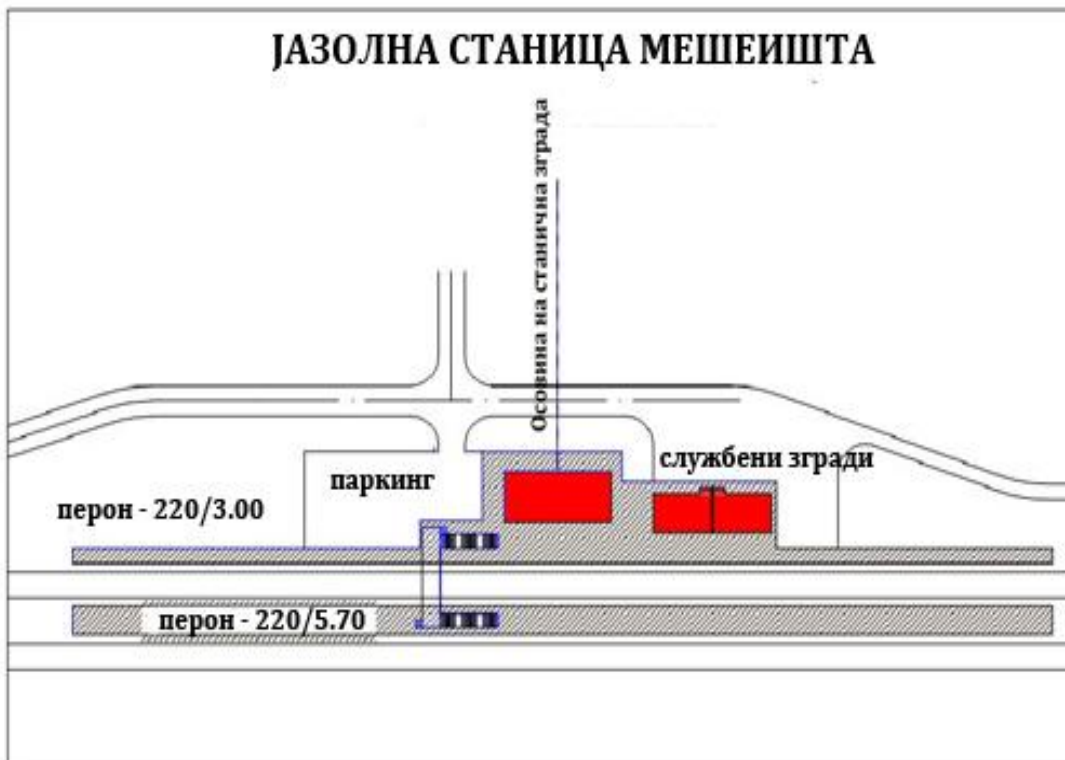 ЈАЗОЛНА СТАНИЦА МЕШЕИШТА
Осовина на станична зграда
службени згради
паркинг
перон - 220/3.00
перон - 220/5.70